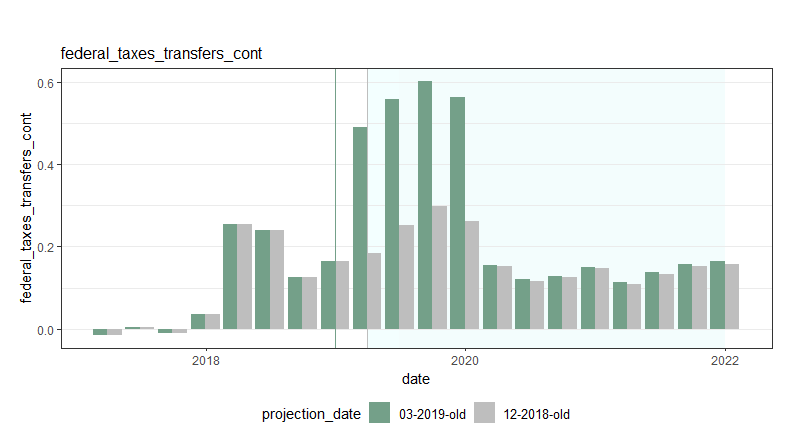 federal_taxes_transfers_cont
federal_taxes_transfers_cont
0.6
0.4
0.2
0.0
2018 2020 2022
date
projection_date 03-2019-old 12-2018-old